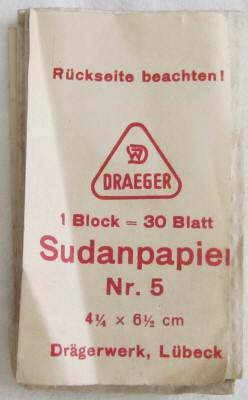 Rückseite beachten!
DRAEGER
1 Block = 30 Blatt
Sudanpapier
Nr. 5
4¼ × 6½ cm
Drägerwerk, Lübeck